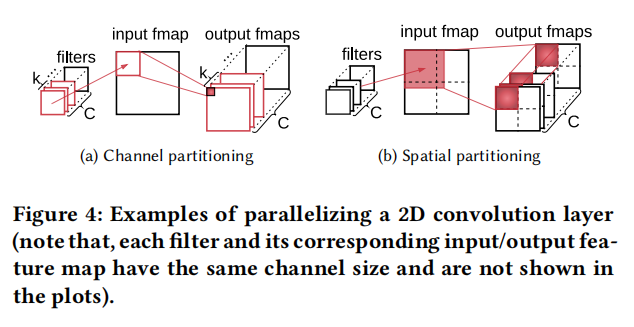 input fmap output fmaps
filters
k
k
C
C
(a) Channel partitioning
input fmap output fmaps
filters
C
C
(b) Spatial partitioning
Figure 4: Examples of parallelizing a 2D convolution layer
(note that, each filter and its corresponding input/output fea-
ture map have the same channel size and are not shown in
the plots).